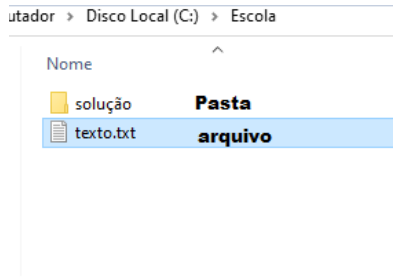 utador > Disco Local (C:) > Escola
Nome
solução Pasta
texto.txt arquivo